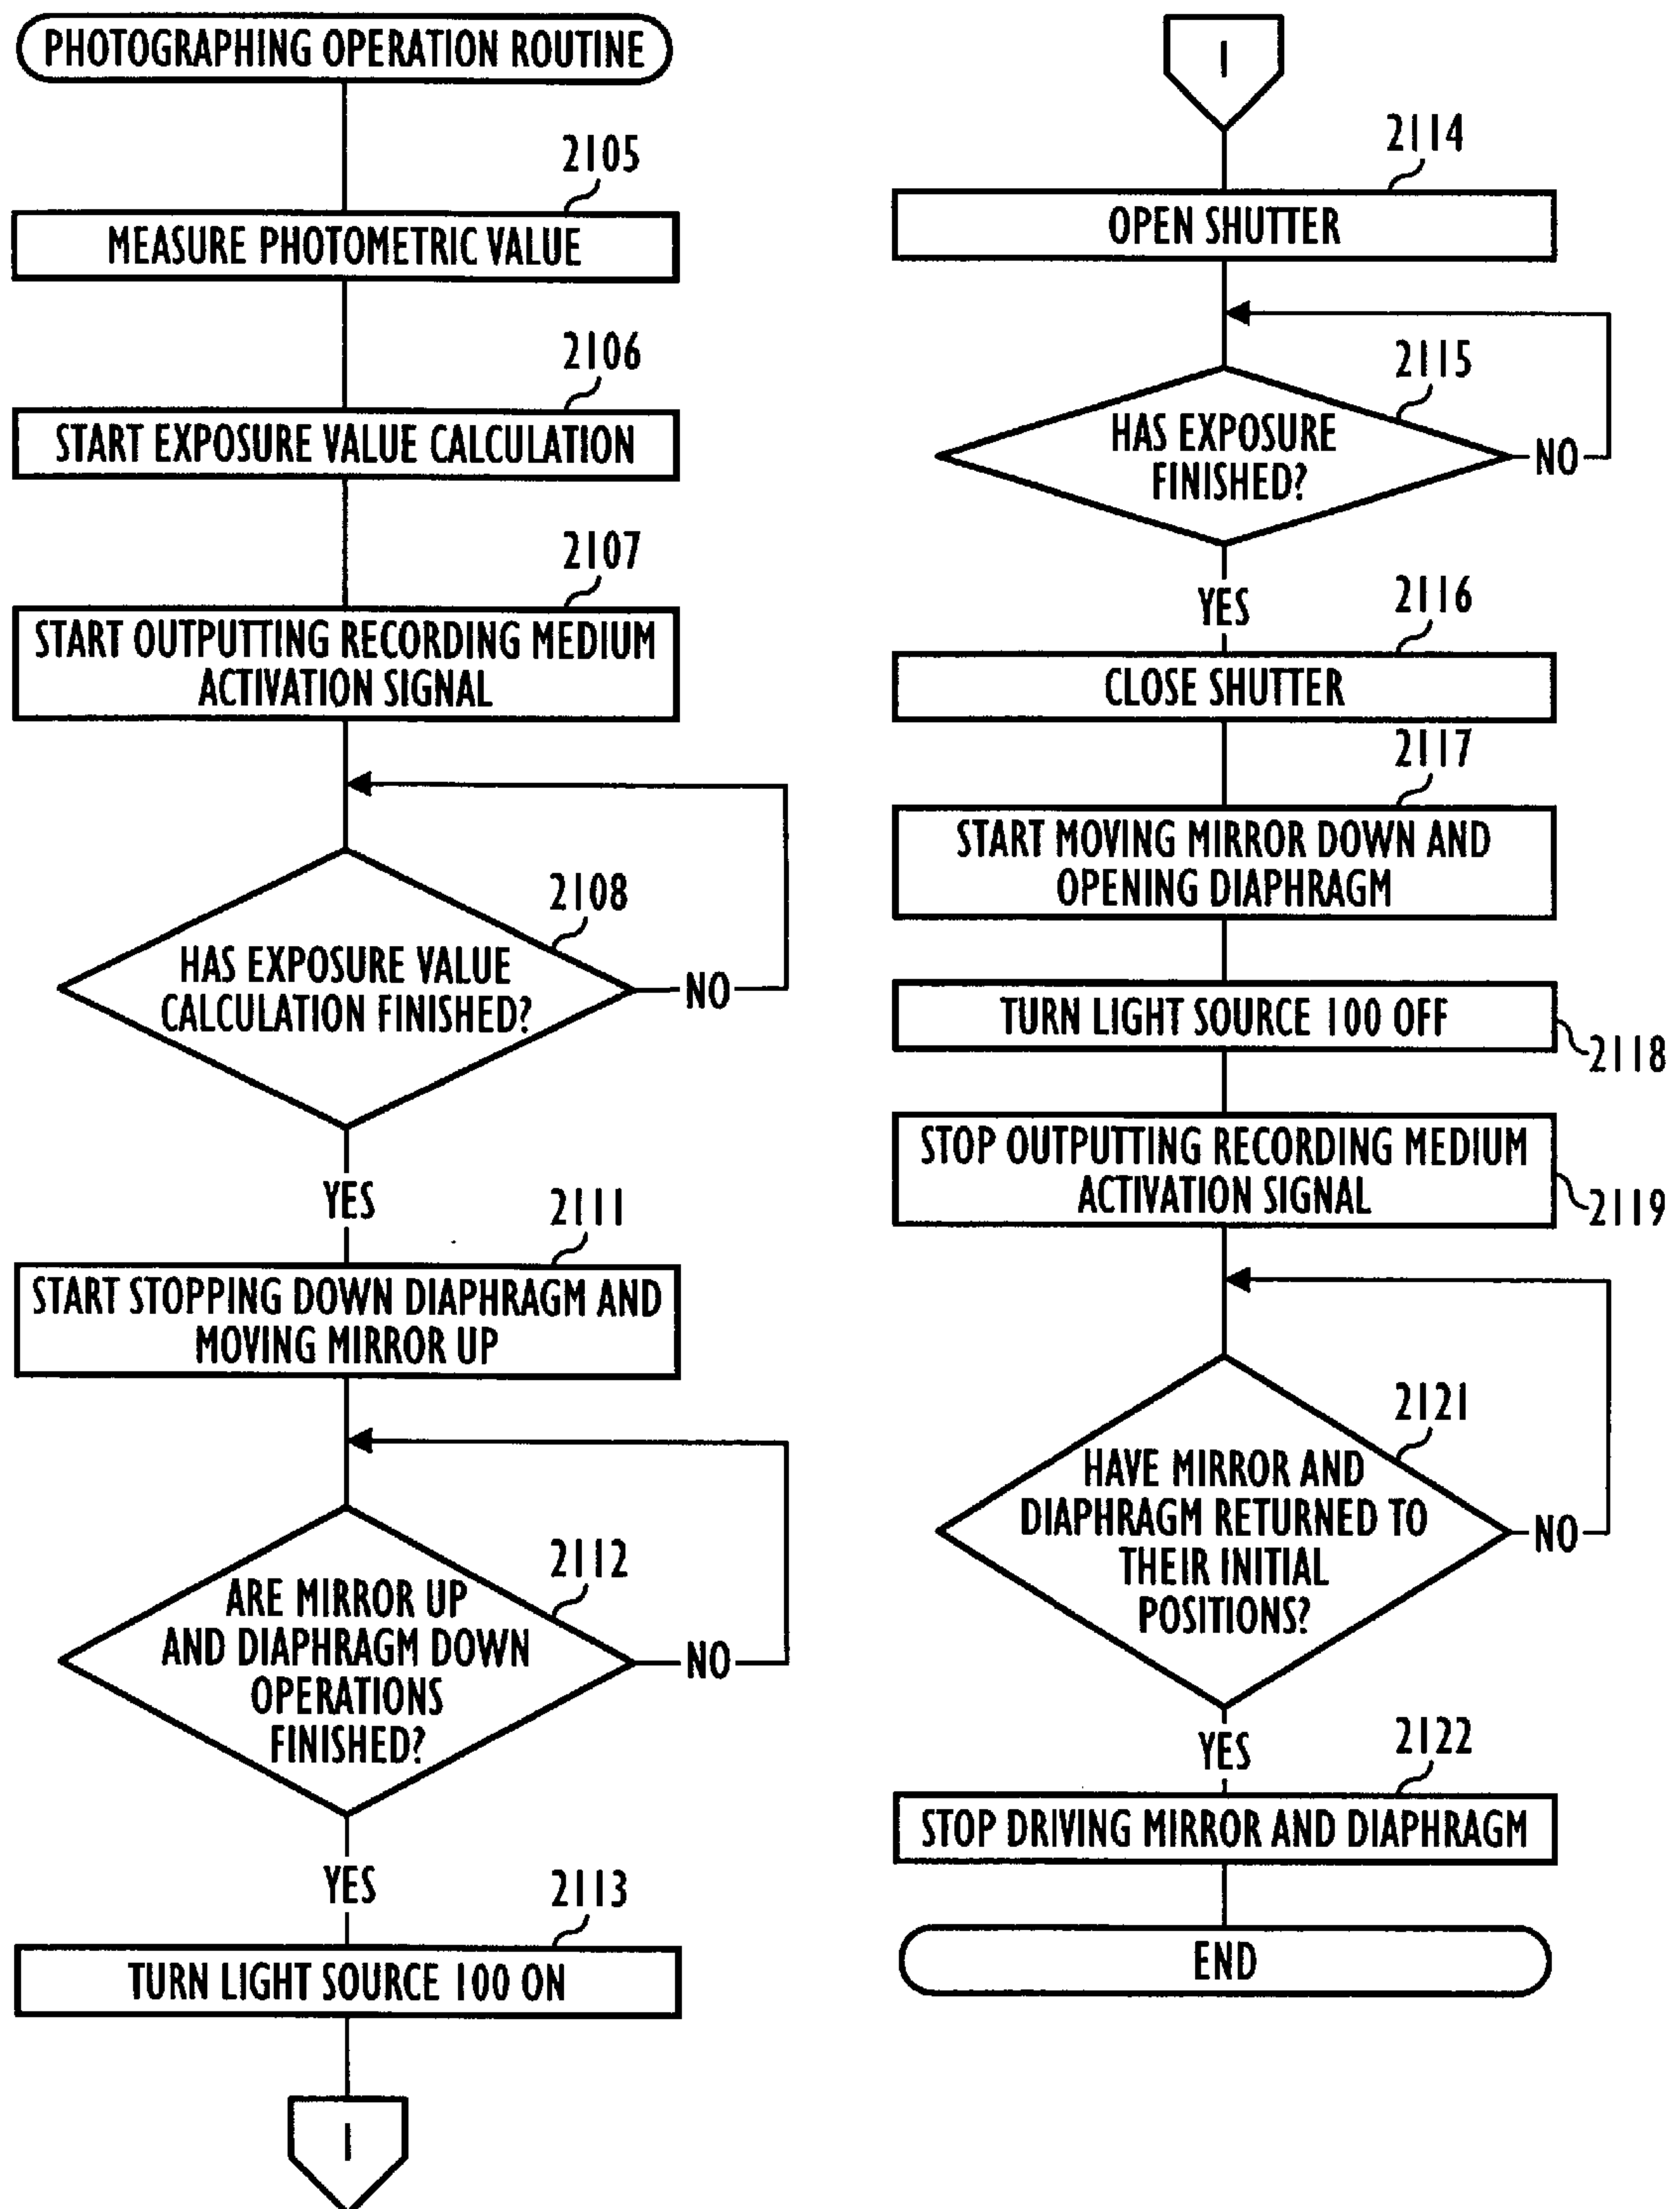 PHOTOGRAPHING OPERATION ROUTINE
2105
MEASURE PHOTOMETRIC VALUE
2106
START EXPOSURE VALUE CALCULATION
2107
START OUTPUTTING RECORDING MEDIUM
ACTIVATION SIGNAL
2108
HAS EXPOSURE VALUE
CALCULATION FINISHED?
NO
YES
2111
START STOPPING DOWN DIAPHRAGM AND
MOVING MIRROR UP
2112
ARE MIRROR UP
AND DIAPHRAGM DOWN
OPERATIONS
FINISHED?
NO
YES
2113
TURN LIGHT SOURCE 100 ON
1
1
2114
OPEN SHUTTER
2115
HAS EXPOSURE
FINISHED?
NO
YES
2116
CLOSE SHUTTER
2117
START MOVING MIRROR DOWN AND
OPENING DIAPHRAGM
TURN LIGHT SOURCE 100 OFF
2118
STOP OUTPUTTING RECORDING MEDIUM
ACTIVATION SIGNAL
2119
2121
HAVE MIRROR AND
DIAPHRAGM RETURNED TO
THEIR INITIAL
POSITIONS?
NO
YES
2122
STOP DRIVING MIRROR AND DIAPHRAGM
END